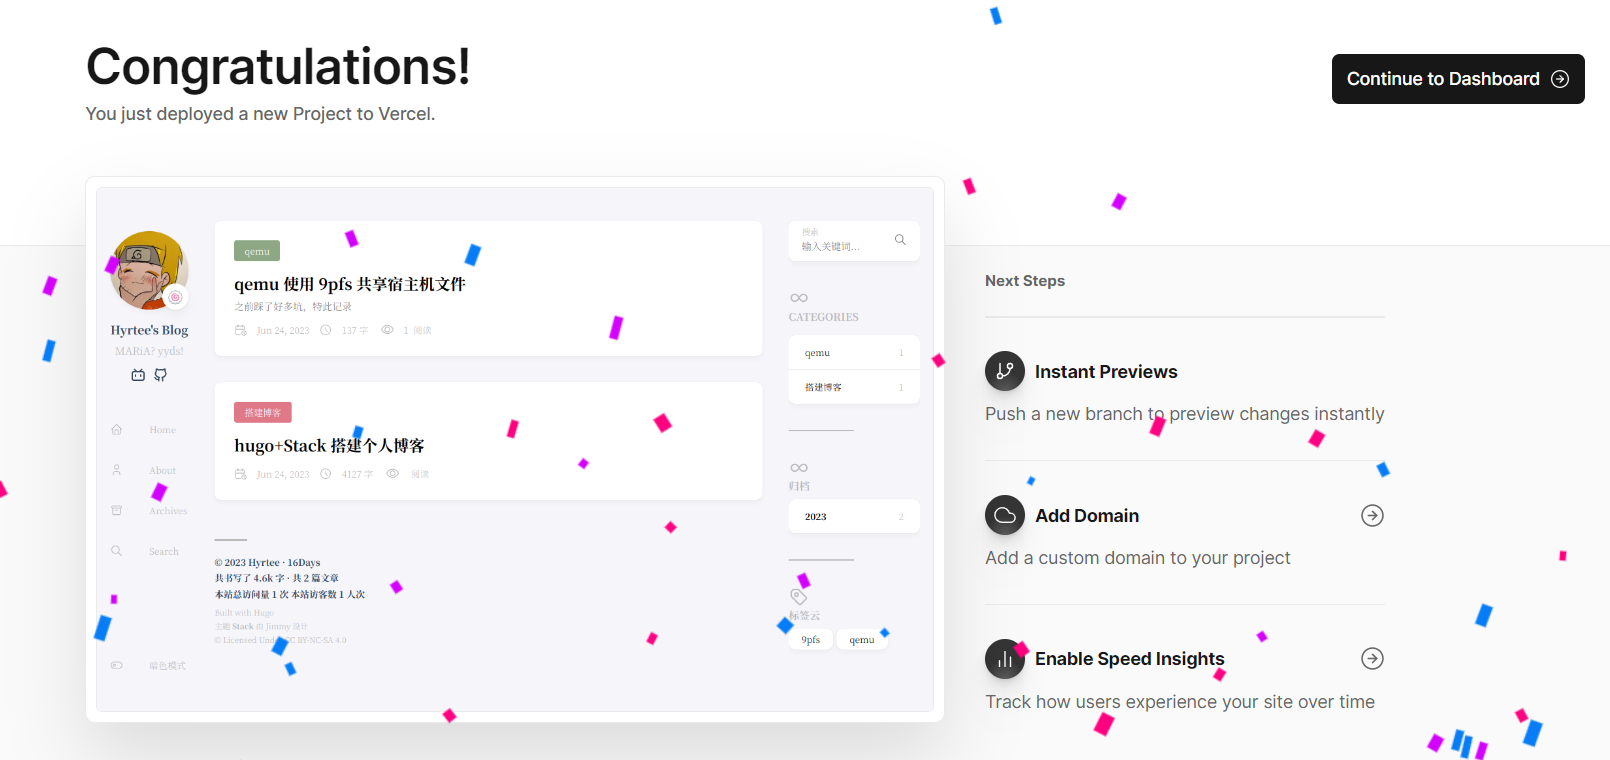 Congratulations!
You just deployed a new Project to Vercel.
Continue to Dashboard
Hyrtee's Blog
MARiA? yyds!
Home
About
Archives
Search
暗色模式
qemu
qemu 使用 9pfs 共享宿主机文件
之前踩了好多坑，特此记录
Jun 24, 2023 137 字 1 阅读
搭建博客
hugo+Stack 搭建个人博客
Jun 24, 2023 4127 字 阅读
© 2023 Hyrtee · 16Days
共书写了 4.6k 字 · 共 2 篇文章
本站总访问量 1 次 本站访客数 1 人次
Built with Hugo
主题 Stack 由 Jimmy 设计
© Licensed Under CC BY-NC-SA 4.0
搜索
输入关键词...
CATEGORIES
qemu 1
搭建博客 1
归档
2023 2
标签云
9pfs qemu
Next Steps
Instant Previews
Push a new branch to preview changes instantly
Add Domain
Add a custom domain to your project
Enable Speed Insights
Track how users experience your site over time